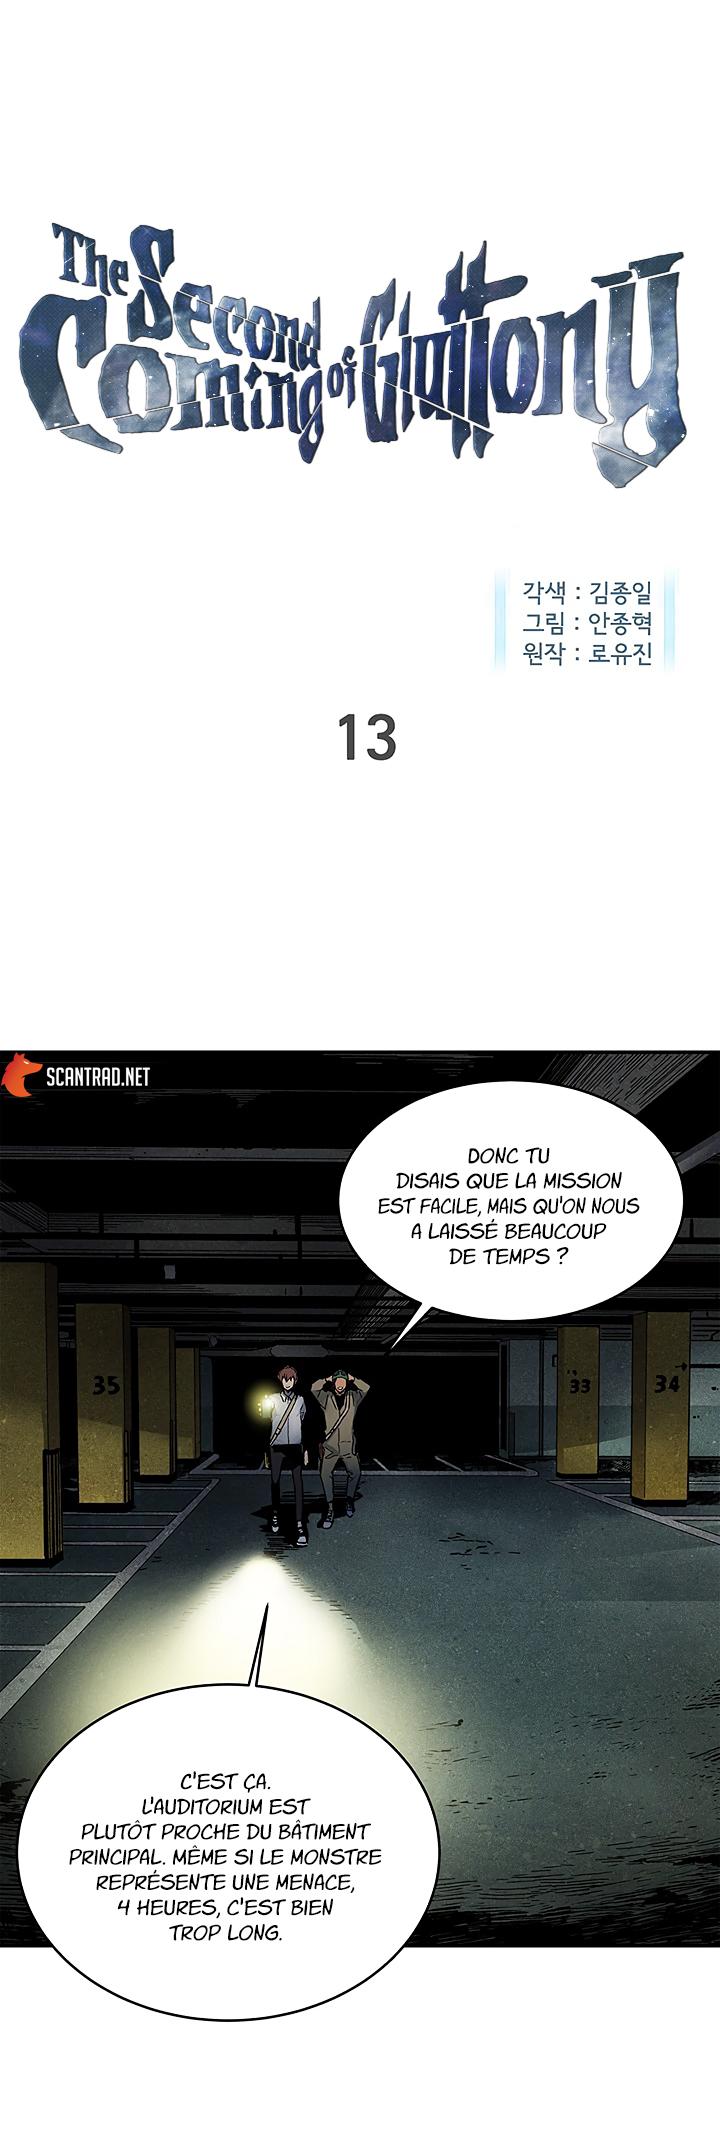 The Second
Coming of Gluttony
각색 : 김종일
그림 : 안종혁
원작 : 로유진
13
SCANTRAD.NET
DONC TU
DISAIS QUE LA MISSION
EST FACILE, MAIS QU'ON NOUS
A LAISSÉ BEAUCOUP
DE TEMPS ?
35
33
34
C'EST ÇA.
L'AUDITORIUM EST
PLUTÔT PROCHE DU BÂTIMENT
PRINCIPAL. MÊME SI LE MONSTRE
REPRÉSENTE UNE MENACE,
4 HEURES, C'EST BIEN
TROP LONG.